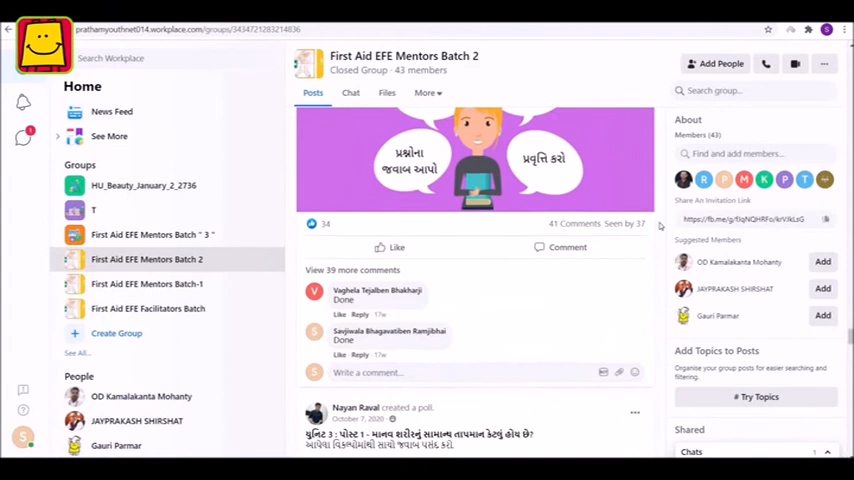 prathamyouthnet014.workplace.com/groups/3434721283214836
Search Workplace
Home
News Feed
See More
Groups
HU_Beauty_January_2_2736
T
First Aid EFE Mentors Batch " 3 "
First Aid EFE Mentors Batch 2
First Aid EFE Mentors Batch-1
First Aid EFE Facilitators Batch
Create Group
See All...
People
OD Kamalakanta Mohanty
JAYPRAKASH SHIRSHAT
Gauri Parmar
First Aid EFE Mentors Batch 2
Closed Group · 43 members
Posts Chat Files More
પ્રશ્નોના
જવાબ આપો
પ્રવૃત્તિ કરો
34 41 Comments Seen by 37
Like Comment
View 39 more comments
Vaghela Tejalben Bhakharji
Done
Like · Reply · 17w
Savjiwala Bhagavatiben Ramjibhai
Done
Like · Reply · 17w
Write a comment...
Nayan Raval created a poll.
October 7, 2020
યુનિટ 3 : પોસ્ટ 1 - માનવ શરીરનું સામાન્ય તાપમાન કેટલું હોય છે?
આપેલા વિકલ્પોમાંથી સાચો જવાબ પસંદ કરો.
Add People
Search group...
About
Members (43)
Find and add members...
R P M K P T
Share An Invitation Link
Suggested Members
OD Kamalakanta Mohanty Add
JAYPRAKASH SHIRSHAT Add
Gauri Parmar Add
Add Topics to Posts
Organise your group posts for easier searching and
filtering.
# Try Topics
Shared
Chats 1